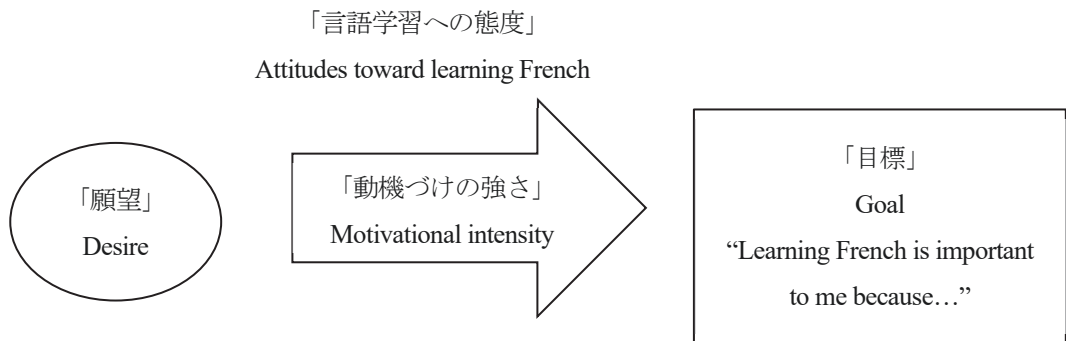 「言語学習への態度」
Attitudes toward learning French
「願望」
Desire
「動機づけの強さ」
Motivational intensity
「目標」
Goal
“Learning French is important
to me because…”